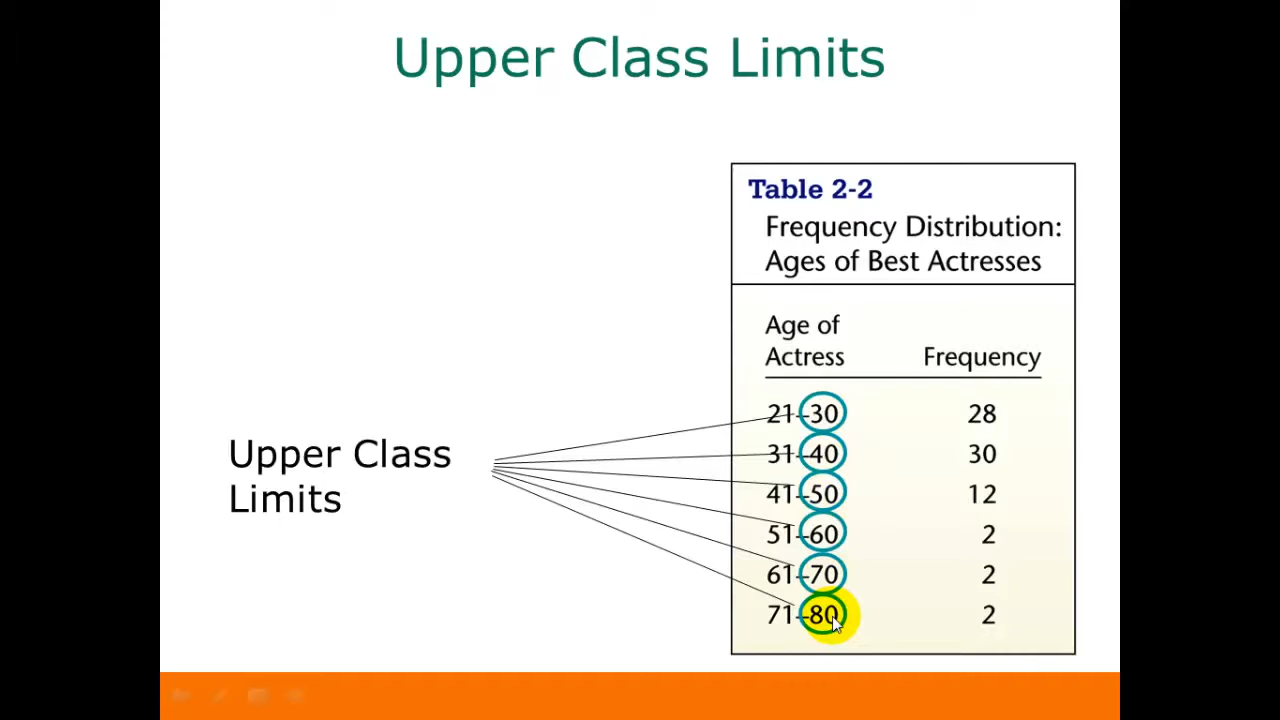 Upper Class Limits
Table 2-2
Frequency Distribution:
Ages of Best Actresses
Age of
Actress Frequency
21–30 28
31–40 30
41–50 12
51–60 2
61–70 2
71–80 2
Upper Class
Limits